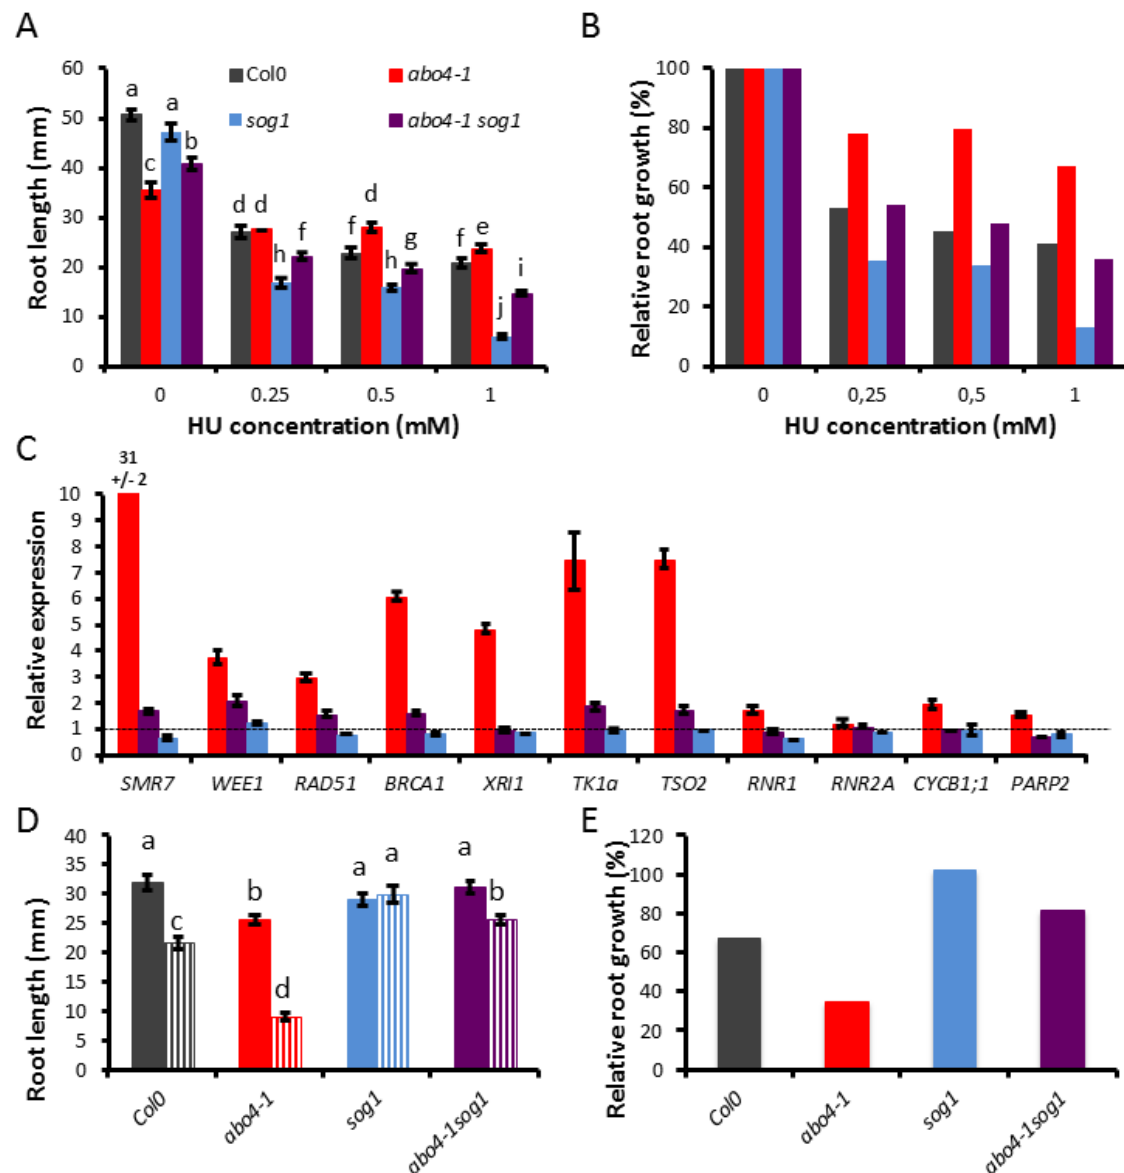 A
B
Col0
abo4-1
sog1
abo4-1 sog1
Root length (mm)
60
50
40
30
20
10
0
a
c
a
b
d
d
h
f
f
d
h
g
f
e
j
i
0
0.25
0.5
1
HU concentration (mM)
Relative root growth (%)
100
80
60
40
20
0
0
0,25
0,5
1
HU concentration (mM)
C
31
+/- 2
Relative expression
10
9
8
7
6
5
4
3
2
1
0
SMR7
WEE1
RAD51
BRCA1
XRI1
TK1a
TSO2
RNR1
RNR2A
CYCB1;1
PARP2
D
E
Root length (mm)
40
35
30
25
20
15
10
5
0
a
c
b
d
a
a
a
b
Col0
abo4-1
sog1
abo4-1sog1
Relative root growth (%)
120
100
80
60
40
20
0
Col0
abo4-1
sog1
abo4-1sog1